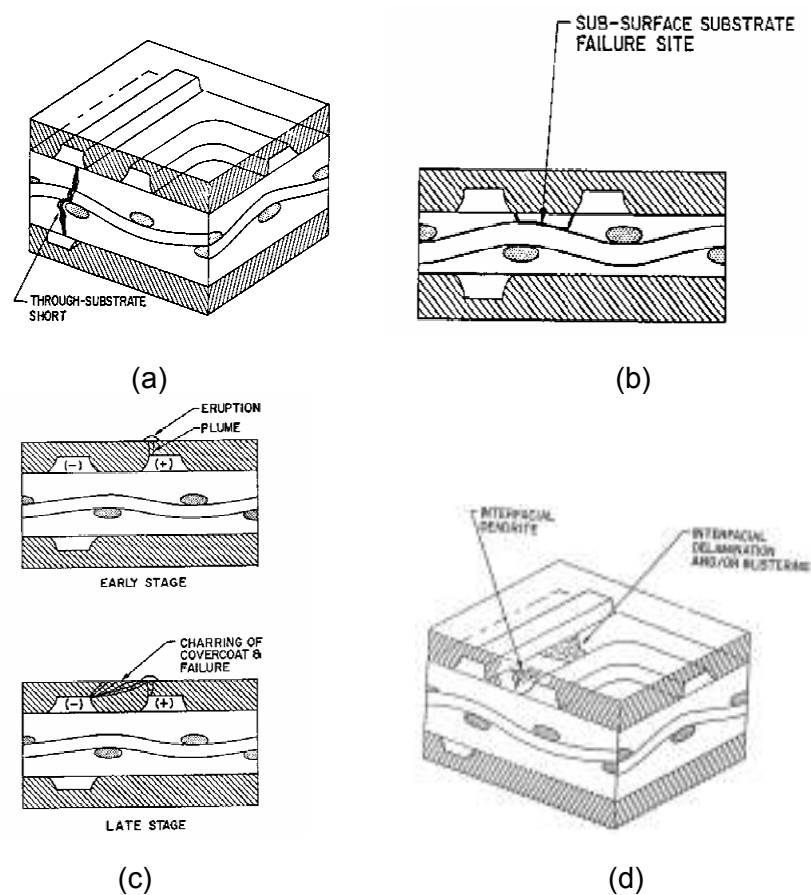 SUB-SURFACE SUBSTRATE
FAILURE SITE
THROUGH-SUBSTRATE
SHORT
(a)
(b)
ERUPTION
PLUME
(-)
(+)
EARLY STAGE
CHARRING OF
COVERCOAT &
FAILURE
(-)
(+)
LATE STAGE
(c)
INTERFACIAL
DENDRITE
INTERFACIAL
DELAMINATION
AND/OR BLISTERING
(d)